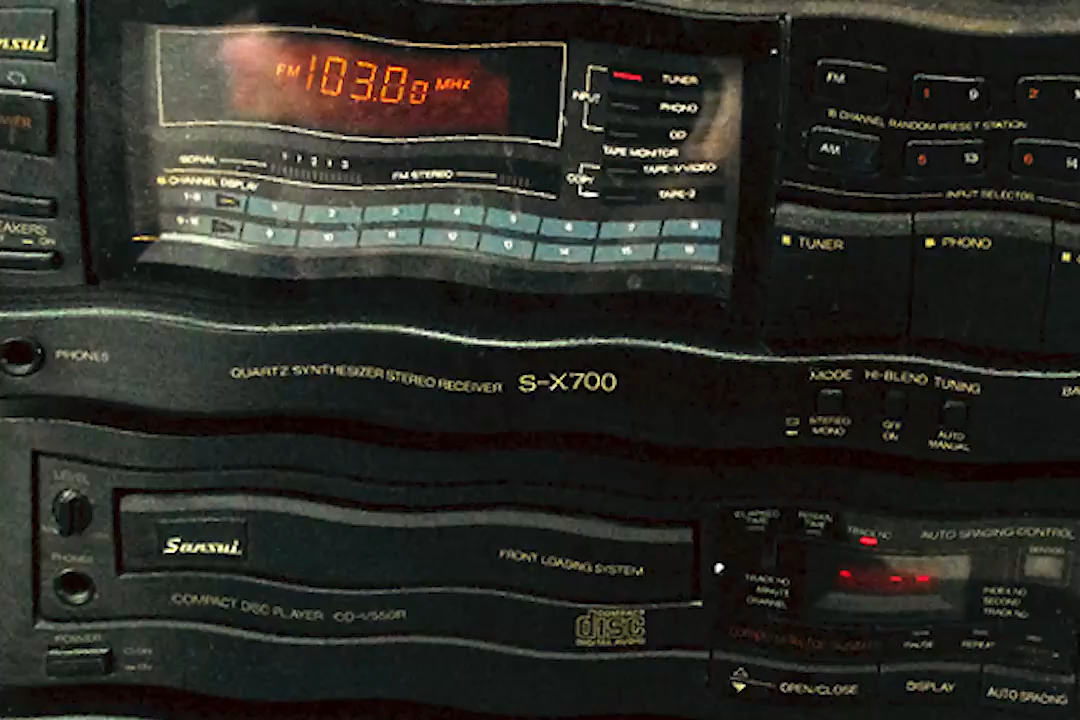 nsui
FM 103.00 MHz
TUNER
INPUT
PHONO
CD
TAPE MONITOR
SIGNAL 1 2 3
FM STEREO
COPY
TAPE-1/VIDEO
TAPE-2
16 CHANNEL DISPLAY
1-8 1 2 3 4 5 6 7 8
9-16 9 10 11 12 13 14 15 16
FM
1 9
2
16 CHANNEL RANDOM PRESET STATION
AM
5 13
6 14
INPUT SELECTOR
TUNER
PHONO
ON
PHONES
QUARTZ SYNTHESIZER STEREO RECEIVER S-X700
MODE HI-BLEND TUNING
STEREO
MONO
OFF
ON
AUTO
MANUAL
LEVEL
PHONES
POWER
Sansui
FRONT LOADING SYSTEM
COMPACT DISC PLAYER
COMPACT
disc
DIGITAL AUDIO
ELAPSED
TIME
TIME
TRACK NO
AUTO SPACING CONTROL
TRACK NO
MINUTE
CHANNEL
INDEX NO
SECOND
TRACK NO
PAUSE
REPEAT
OPEN/CLOSE
DISPLAY
AUTO SPACING